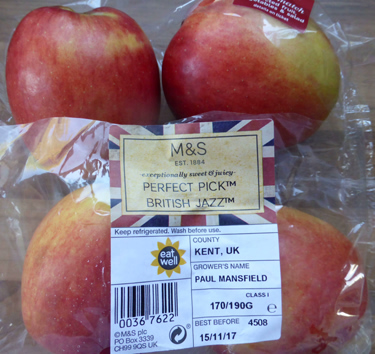 M&S
EST. 1884
exceptionally sweet & juicy
PERFECT PICK™
BRITISH JAZZ™
Keep refrigerated. Wash before use.
eat well
COUNTY
KENT, UK
GROWER'S NAME
PAUL MANSFIELD
CLASS I
170/190G e
BEST BEFORE 4508
15/11/17
0036 7622
©M&S plc
PO Box 3339
CH99 9QS UK